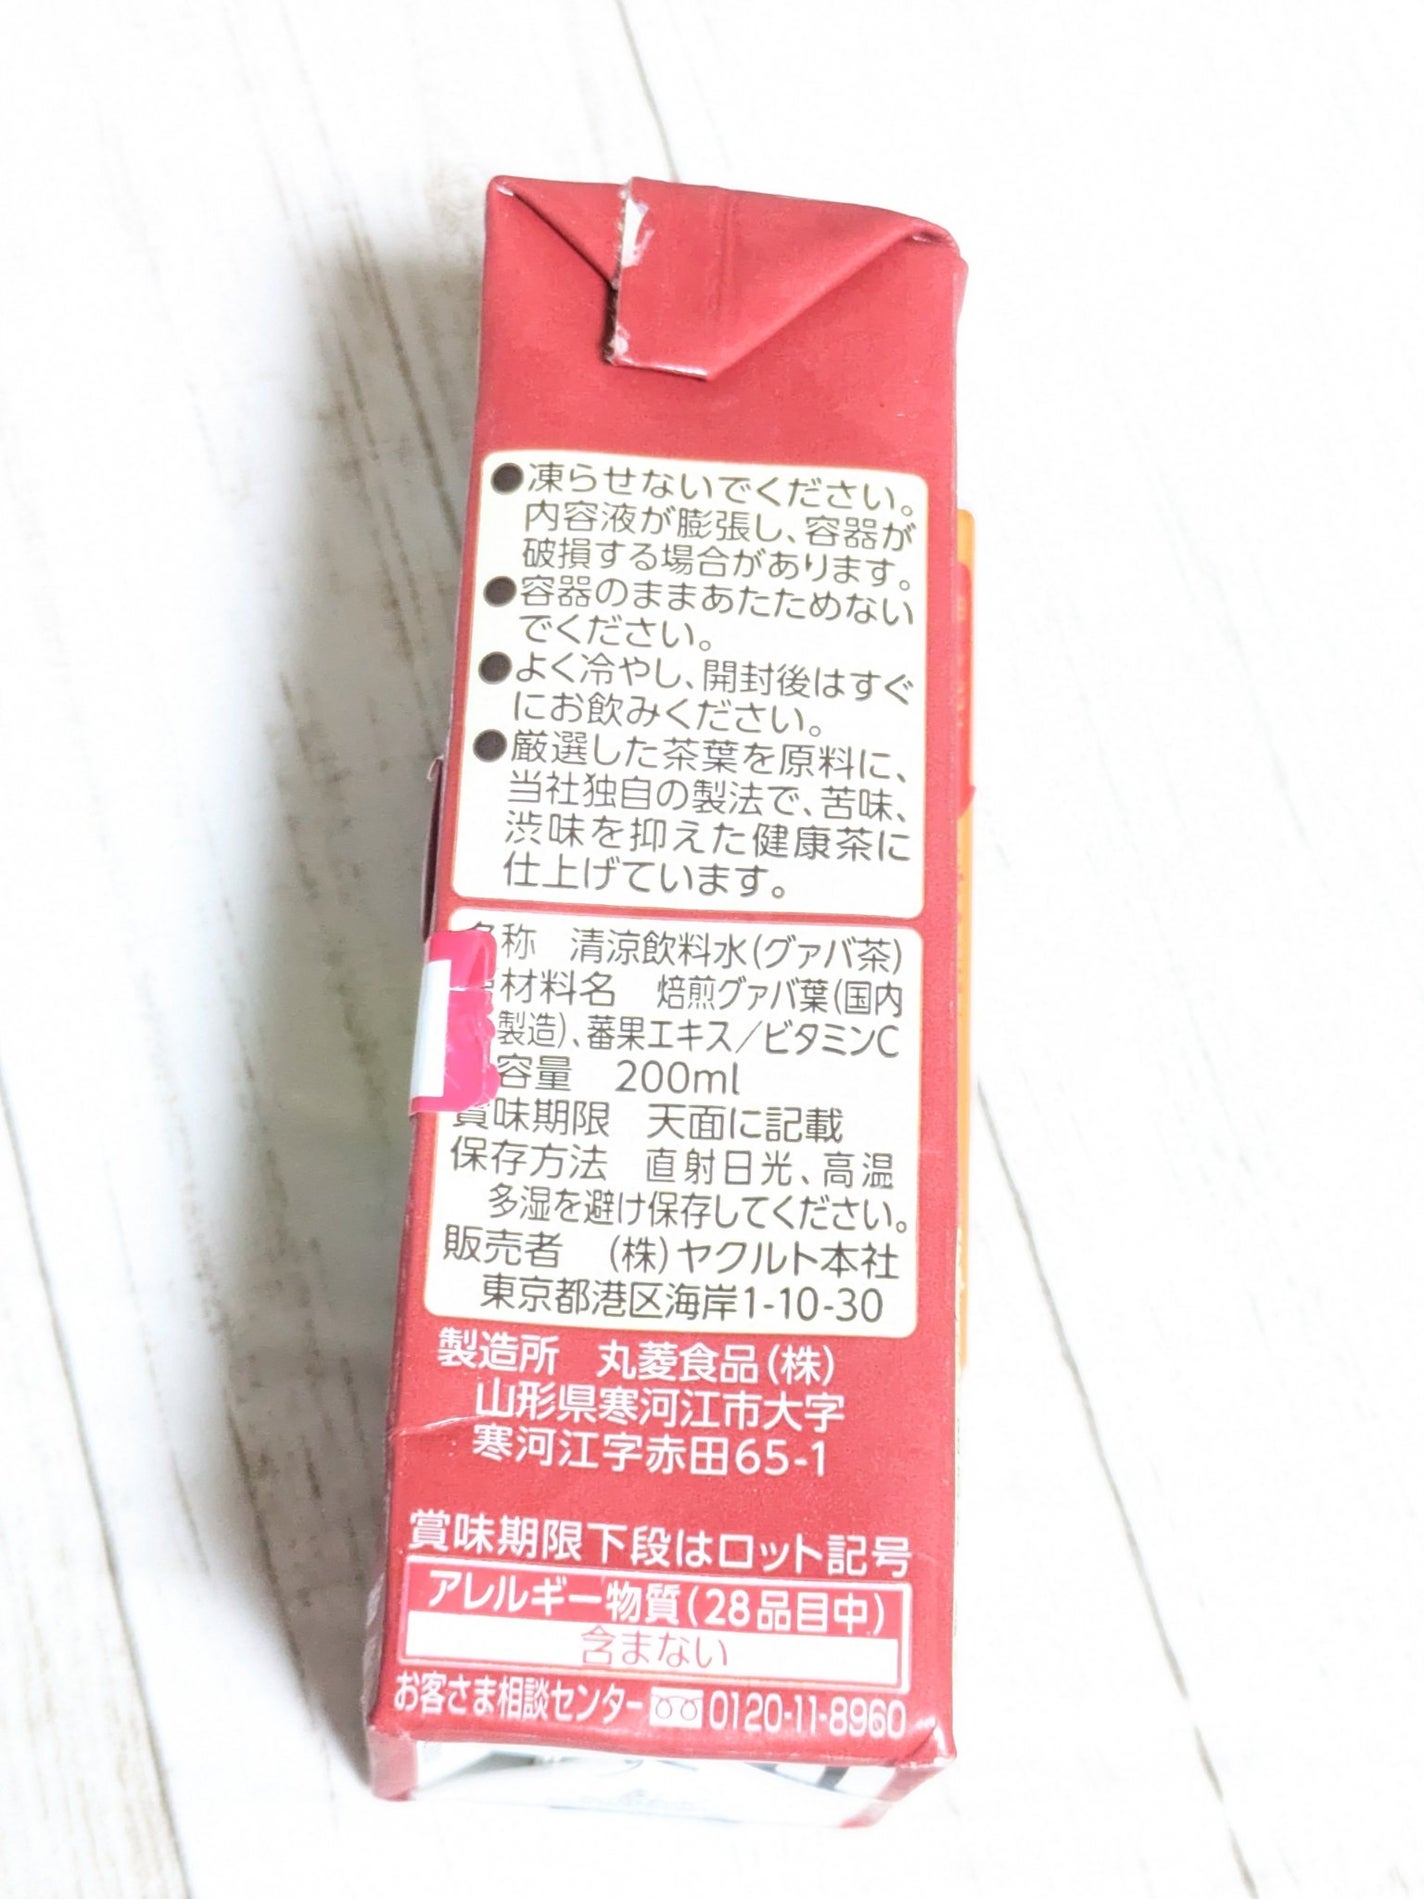 ●凍らせないでください。
内容液が膨張し、容器が
破損する場合があります。
●容器のままあたためない
でください。
●よく冷やし、開封後はすぐ
にお飲みください。
●厳選した茶葉を原料に、
当社独自の製法で、苦味、
渋味を抑えた健康茶に
仕上げています。
名称 清涼飲料水(グァバ茶)
材料名 焙煎グァバ葉(国内
製造)、蕃果エキス/ビタミンC
容量 200ml
賞味期限 天面に記載
保存方法 直射日光、高温
多湿を避け保存してください。
販売者 (株)ヤクルト本社
東京都港区海岸1-10-30
製造所 丸菱食品(株)
山形県寒河江市大字
寒河江字赤田65-1
賞味期限下段はロット記号
アレルギー物質(28品目中)
含まない
お客さま相談センター 0120-11-8960